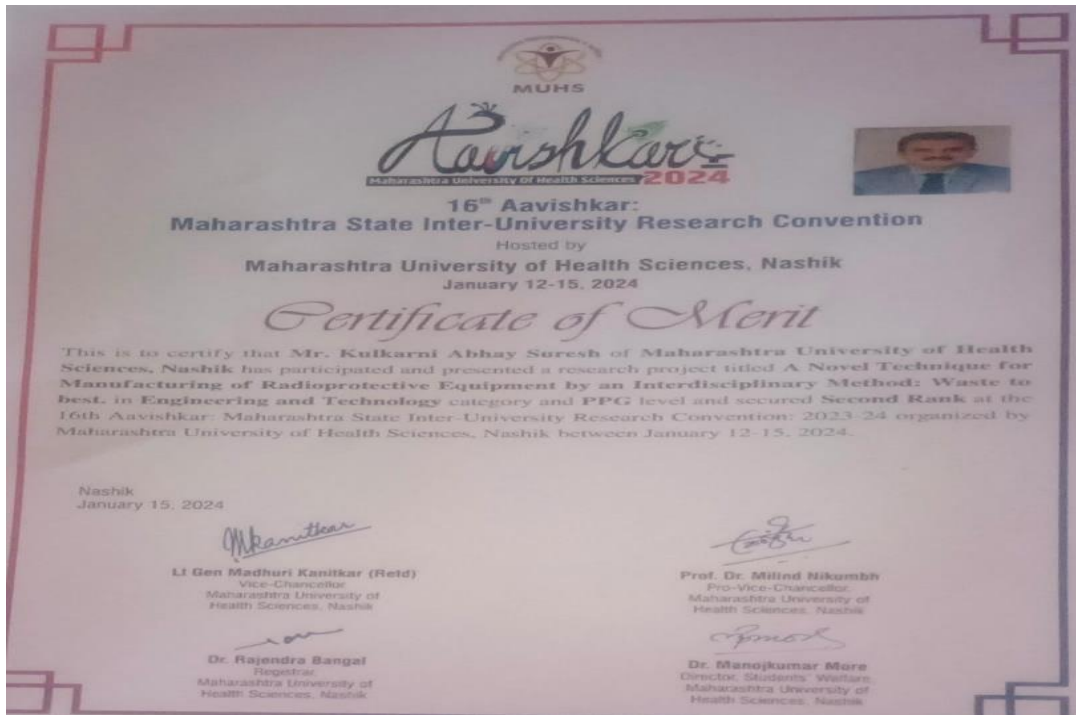 MUHS
Aavishkar
Maharashtra University Of Health Sciences 2024
16th Aavishkar:
Maharashtra State Inter-University Research Convention
Hosted by
Maharashtra University of Health Sciences, Nashik
January 12-15, 2024
Certificate of Merit
This is to certify that Mr. Kulkarni Abhay Suresh of Maharashtra University of Health
Sciences, Nashik has participated and presented a research project titled A Novel Technique for
Manufacturing of Radioprotective Equipment by an Interdisciplinary Method: Waste to
best. in Engineering and Technology category and PPG level and secured Second Rank at the
16th Aavishkar: Maharashtra State Inter-University Research Convention: 2023-24 organized by
Maharashtra University of Health Sciences, Nashik between January 12-15, 2024.
Nashik
January 15, 2024
Mkanitkar
Lt Gen Madhuri Kanitkar (Retd)
Vice-Chancellor
Maharashtra University of
Health Sciences, Nashik
Prof. Dr. Milind Nikumbh
Pro-Vice-Chancellor,
Maharashtra University of
Health Sciences, Nashik
Dr. Rajendra Bangal
Registrar,
Maharashtra University of
Health Sciences, Nashik
Dr. Manojkumar More
Director, Students' Welfare,
Maharashtra University of
Health Sciences, Nashik